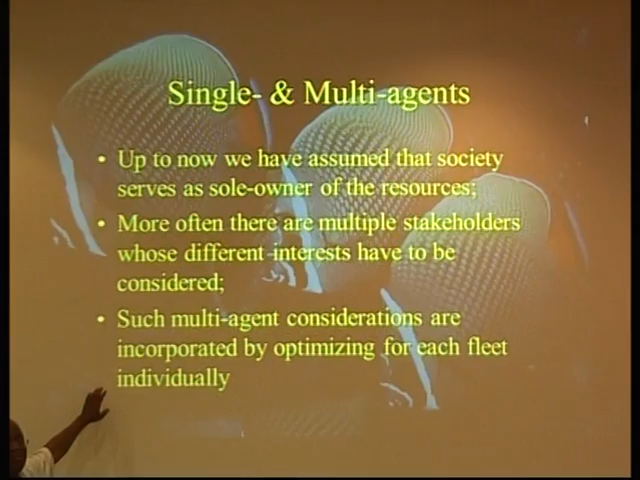 Single- & Multi-agents
• Up to now we have assumed that society
serves as sole-owner of the resources;
• More often there are multiple stakeholders
whose different interests have to be
considered;
• Such multi-agent considerations are
incorporated by optimizing for each fleet
individually